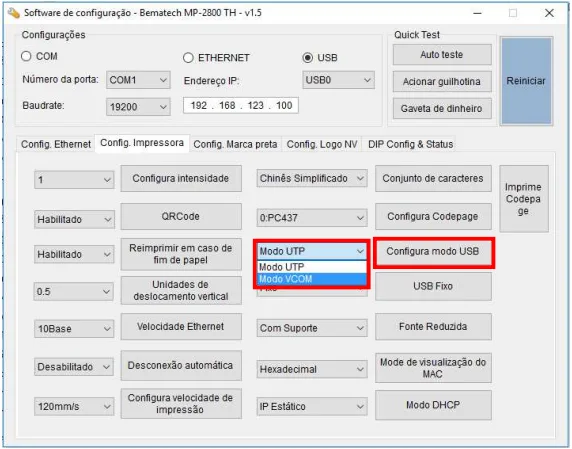 Software de configuração - Bematech MP-2800 TH - v1.5
Configurações
COM
ETHERNET
USB
Número da porta:
COM1
Endereço IP:
USB0
Baudrate:
19200
192 . 168 . 123 . 100
Quick Test
Auto teste
Acionar guilhotina
Gaveta de dinheiro
Reiniciar
Config. Ethernet
Config. Impressora
Config. Marca preta
Config. Logo NV
DIP Config & Status
1
Configura intensidade
Chinês Simplificado
Conjunto de caracteres
Imprime
Codepa
ge
Habilitado
QRCode
0:PC437
Configura Codepage
Habilitado
Reimprimir em caso de
fim de papel
Modo UTP
Modo UTP
Modo VCOM
Configura modo USB
0.5
Unidades de
deslocamento vertical
USB Fixo
10Base
Velocidade Ethernet
Com Suporte
Fonte Reduzida
Desabilitado
Desconexão automática
Hexadecimal
Mode de visualização do
MAC
120mm/s
Configura velocidade de
impressão
IP Estático
Modo DHCP